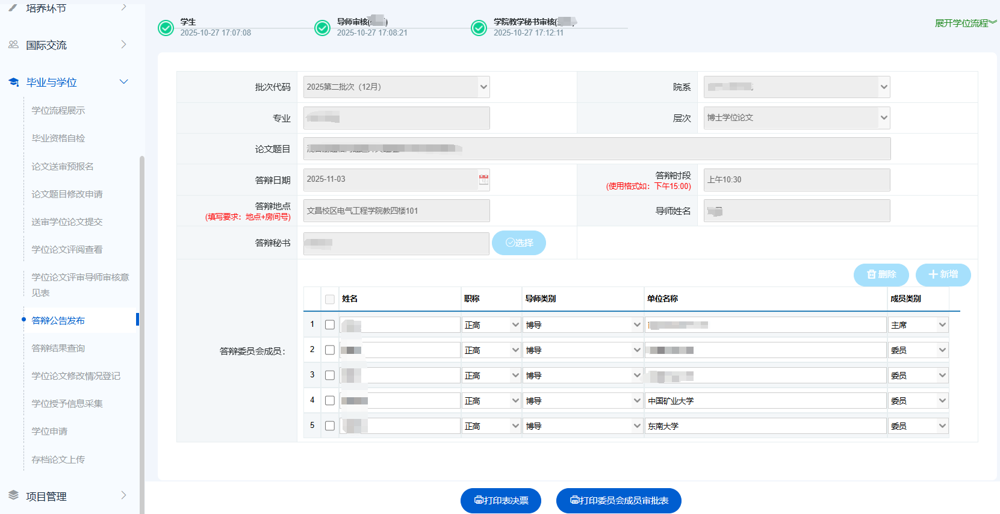 培养环节
国际交流
毕业与学位
学位流程展示
毕业资格自检
论文送审预报名
论文题目修改申请
送审学位论文提交
学位论文评阅查看
学位论文评审导师审核意
见表
答辩公告发布
答辩结果查询
学位论文修改情况登记
学位授予信息采集
学位申请
存档论文上传
项目管理
学生
2025-10-27 17:07:08
导师审核(
2025-10-27 17:08:21
学院教学秘书审核(
2025-10-27 17:12:11
展开学位流程
批次代码 2025第二批次（12月） 院系
专业 层次 博士学位论文
论文题目
答辩日期 2025-11-03 答辩时段 上午10:30
(使用格式如：下午15:00)
答辩地点 文昌校区电气工程学院教四楼101 导师姓名
(填写要求：地点+房间号)
答辩秘书 选择
删除 新增
答辩委员会成员：
姓名 职称 导师类别 单位名称 成员类别
1 正高 博导 主席
2 正高 博导 委员
3 正高 博导 委员
4 正高 博导 中国矿业大学 委员
5 正高 博导 东南大学 委员
打印表决票 打印委员会成员审批表